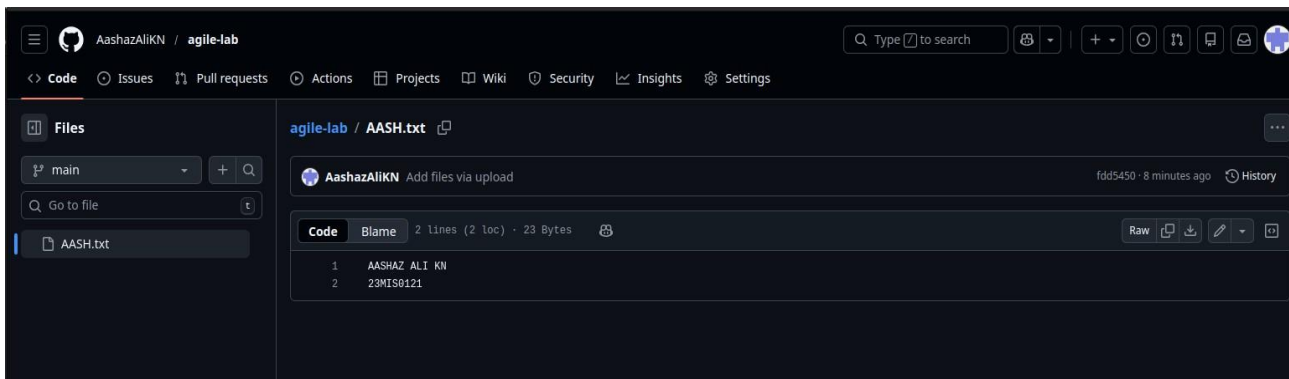 AashazAliKN / agile-lab
Type / to search
Code Issues Pull requests Actions Projects Wiki Security Insights Settings
Files
agile-lab / AASH.txt
main
AashazAliKN Add files via upload
fdd5450 · 8 minutes ago History
Go to file t
Code Blame 2 lines (2 loc) · 23 Bytes
Raw
AASH.txt
1 AASHAZ ALI KN
2 23MIS0121